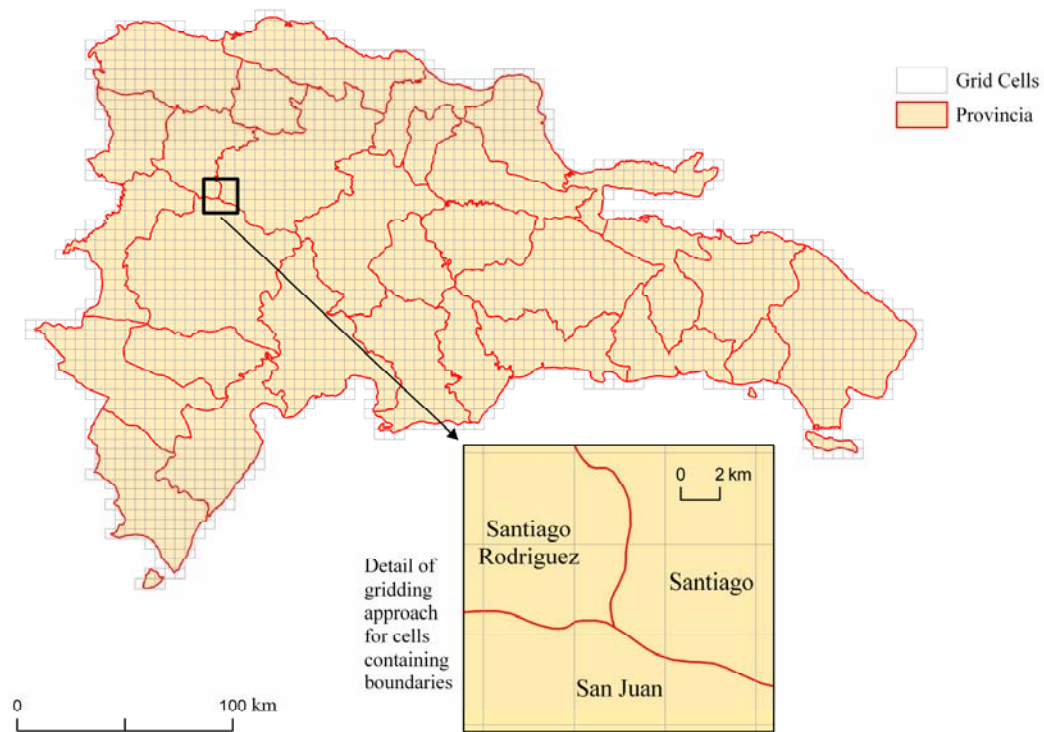 Grid Cells
Provincia
0 2 km
Santiago
Rodriguez
Santiago
San Juan
Detail of
gridding
approach
for cells
containing
boundaries
0 100 km